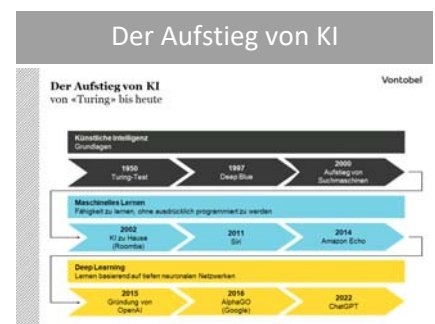 Der Aufstieg von KI
Der Aufstieg von KI
Vontobel
von «Turing» bis heute
Künstliche Intelligenz
Grundlagen
1950
Turing-Test
1997
Deep Blue
2000
Aufstieg von
Suchmaschinen
Maschinelles Lernen
Fähigkeit zu lernen, ohne ausdrücklich programmiert zu werden
2002
KI zu Hause
(Roomba)
2011
Siri
2014
Amazon Echo
Deep Learning
Lernen basierend auf tiefen neuronalen Netzwerken
2015
Gründung von
OpenAI
2016
AlphaGO
(Google)
2022
ChatGPT